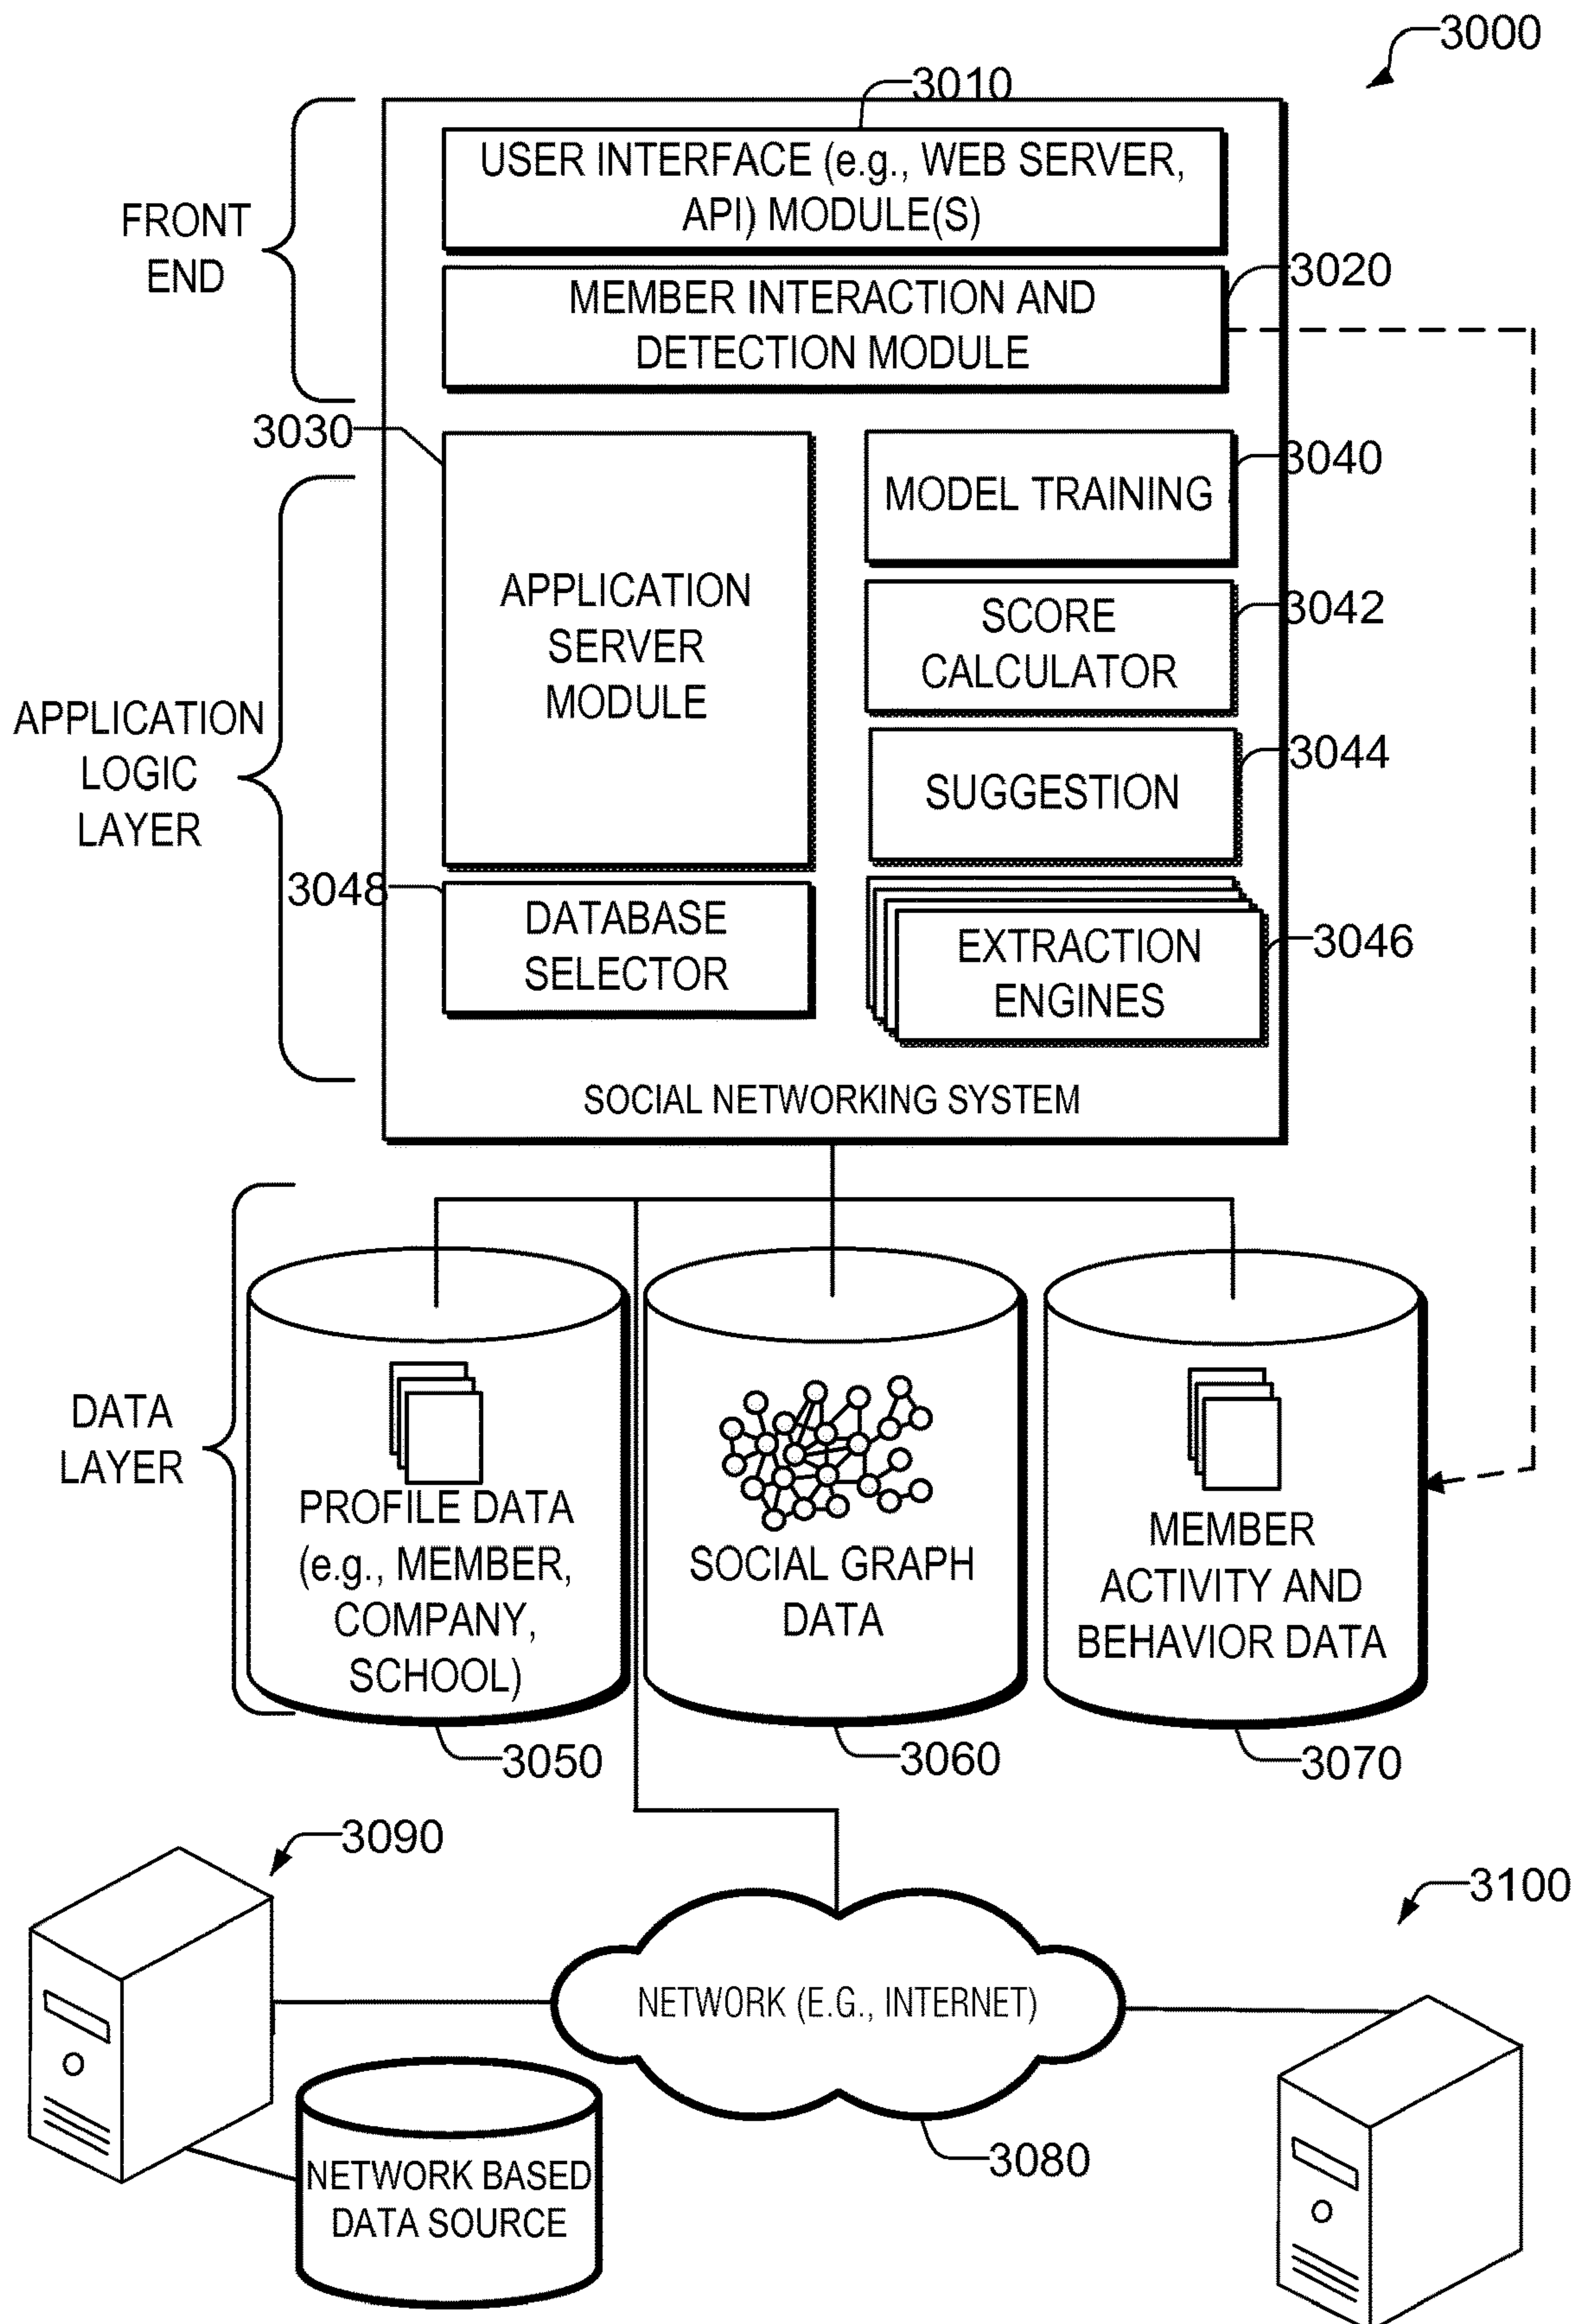 3000
3010
USER INTERFACE (e.g., WEB SERVER,
API) MODULE(S)
FRONT
END
3020
MEMBER INTERACTION AND
DETECTION MODULE
3030
3040
MODEL TRAINING
APPLICATION
SERVER
MODULE
3042
SCORE
CALCULATOR
APPLICATION
LOGIC
LAYER
3044
SUGGESTION
3048
DATABASE
SELECTOR
3046
EXTRACTION
ENGINES
SOCIAL NETWORKING SYSTEM
DATA
LAYER
PROFILE DATA
(e.g., MEMBER,
COMPANY,
SCHOOL)
SOCIAL GRAPH
DATA
MEMBER
ACTIVITY AND
BEHAVIOR DATA
3050
3060
3070
3090
3100
NETWORK (E.G., INTERNET)
3080
NETWORK BASED
DATA SOURCE